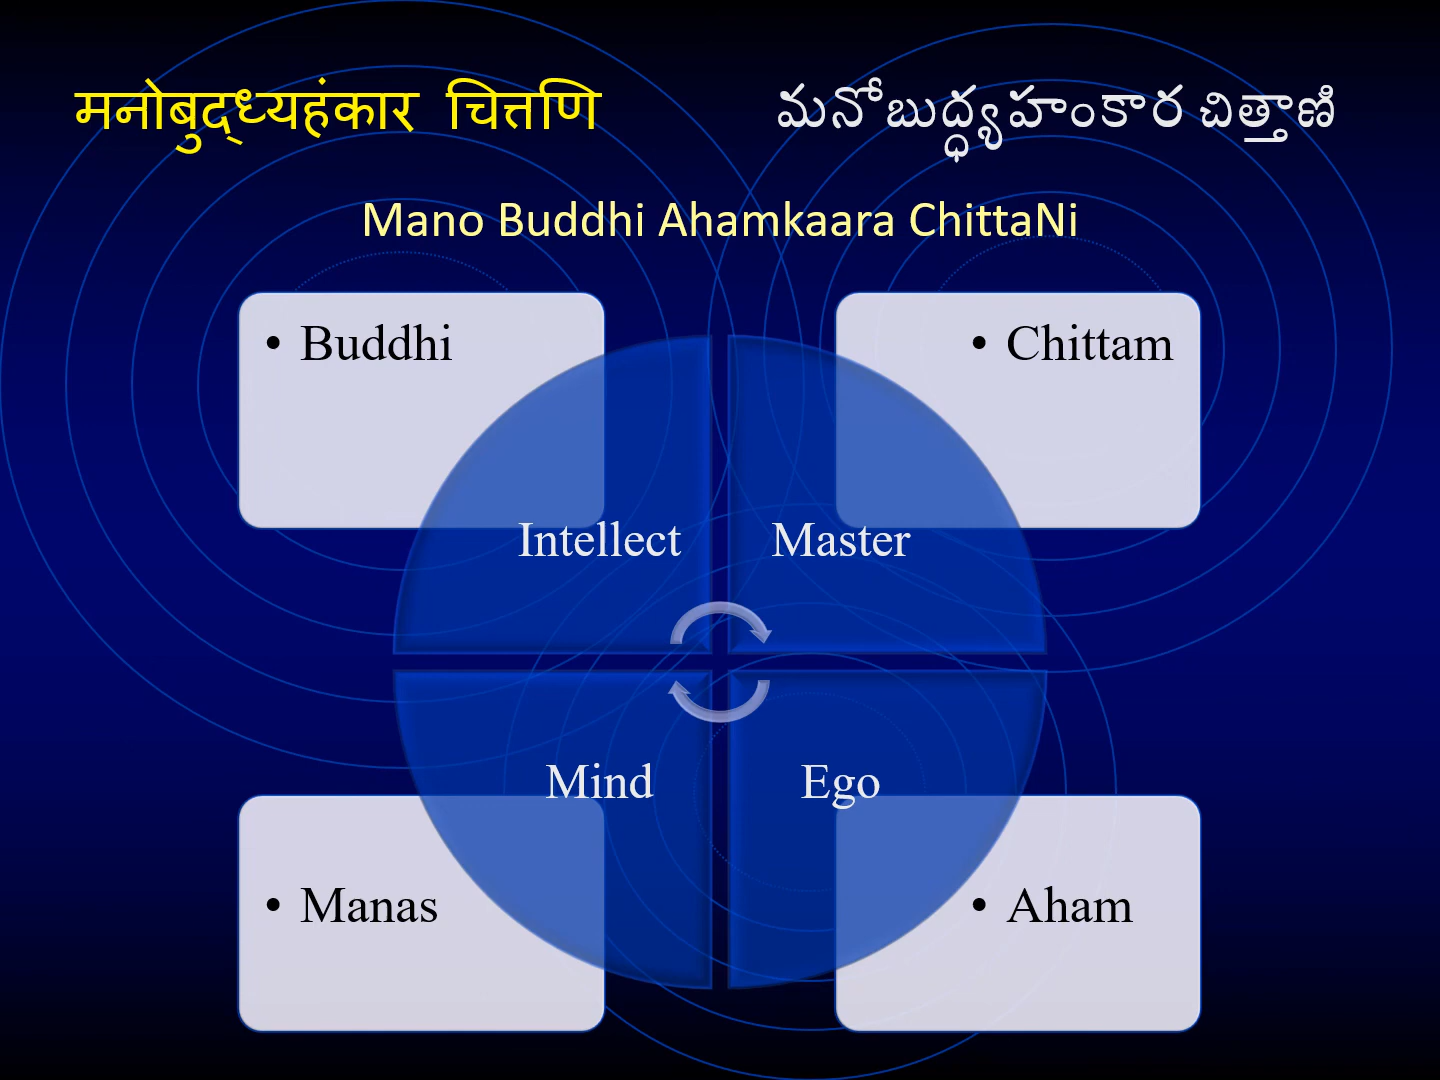 मनोबुद्ध्यहंकार चित्तणि
మనోబుద్ధ్యహంకార చిత్తాణి
Mano Buddhi Ahamkaara ChittaNi
• Buddhi
• Chittam
Intellect
Master
Mind
Ego
• Manas
• Aham